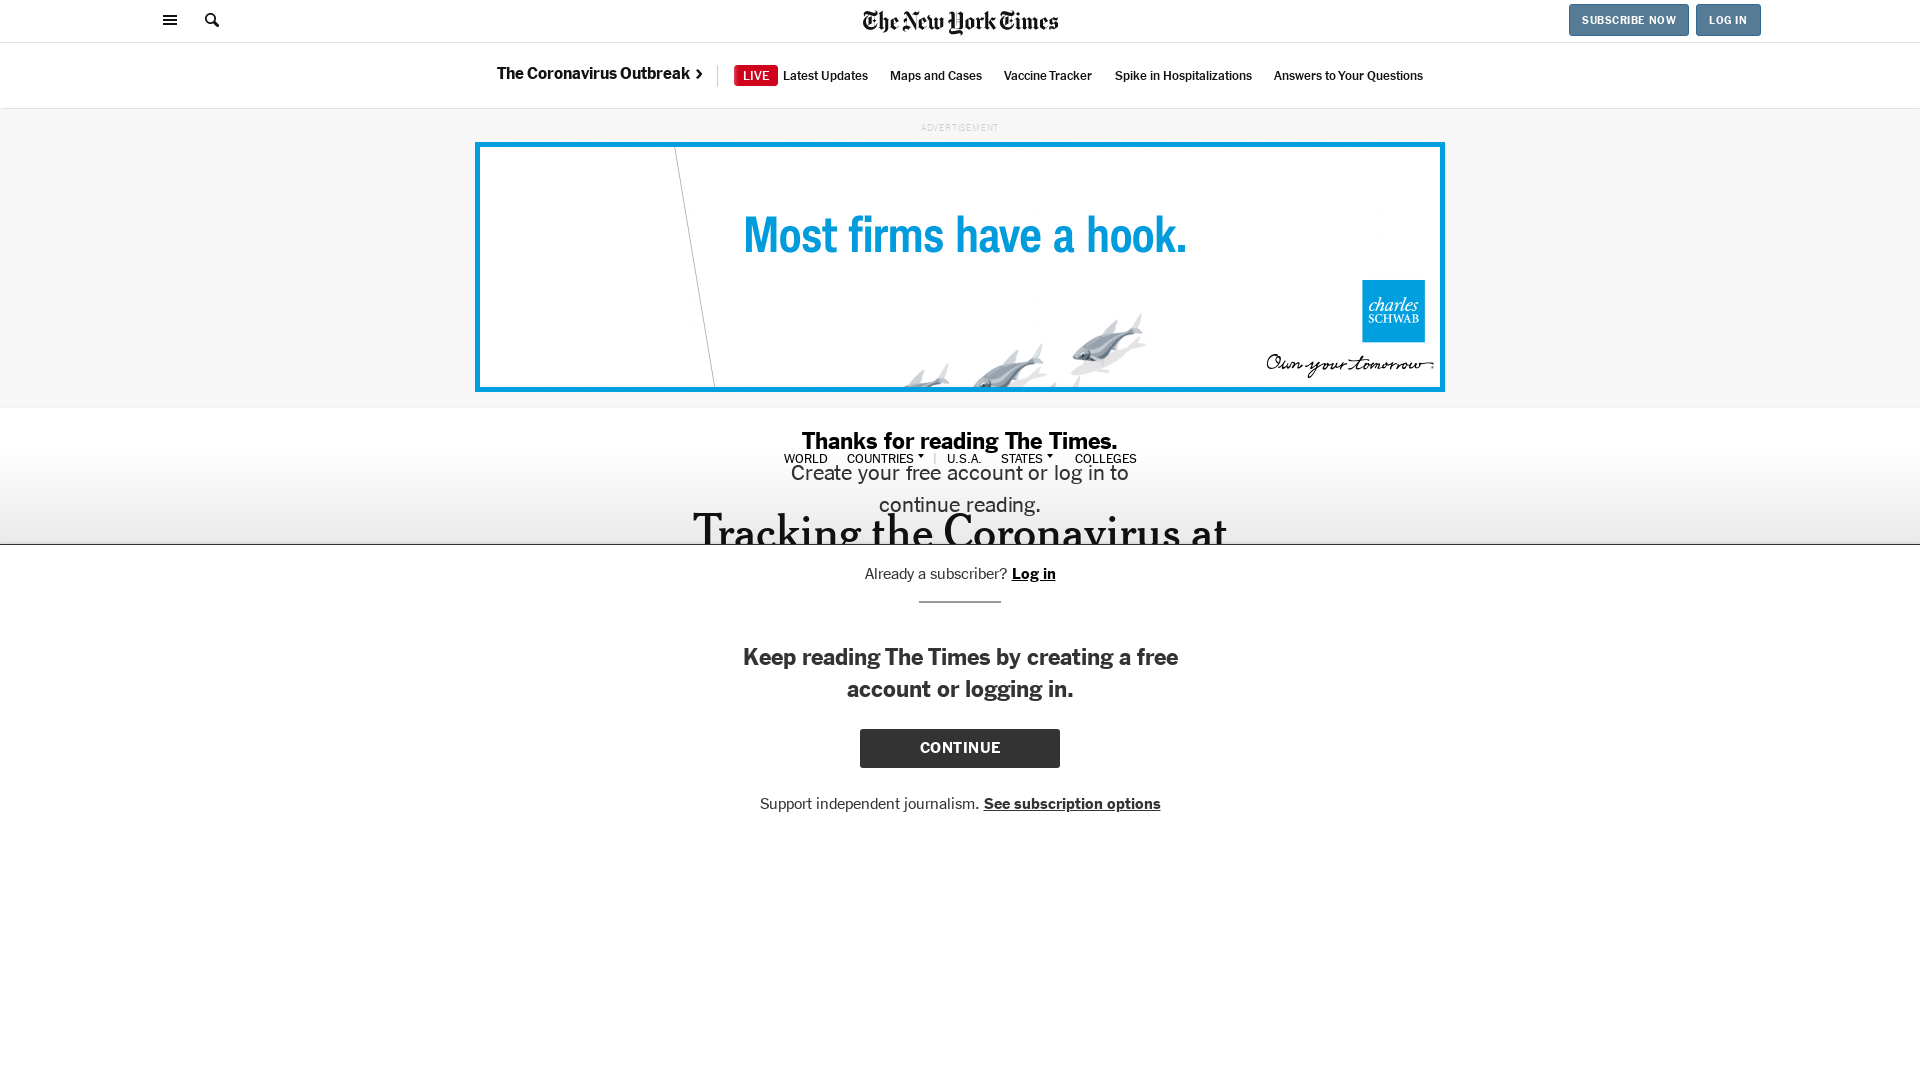 The New York Times
SUBSCRIBE NOW
LOG IN
The Coronavirus Outbreak
LIVE Latest Updates
Maps and Cases
Vaccine Tracker
Spike in Hospitalizations
Answers to Your Questions
ADVERTISEMENT
Most firms have a hook.
charles
SCHWAB
Own your tomorrow
Thanks for reading The Times.
WORLD COUNTRIES | U.S.A. STATES COLLEGES
Create your free account or log in to
continue reading.
Tracking the Coronavirus at
Already a subscriber? Log in
Keep reading The Times by creating a free
account or logging in.
CONTINUE
Support independent journalism. See subscription options